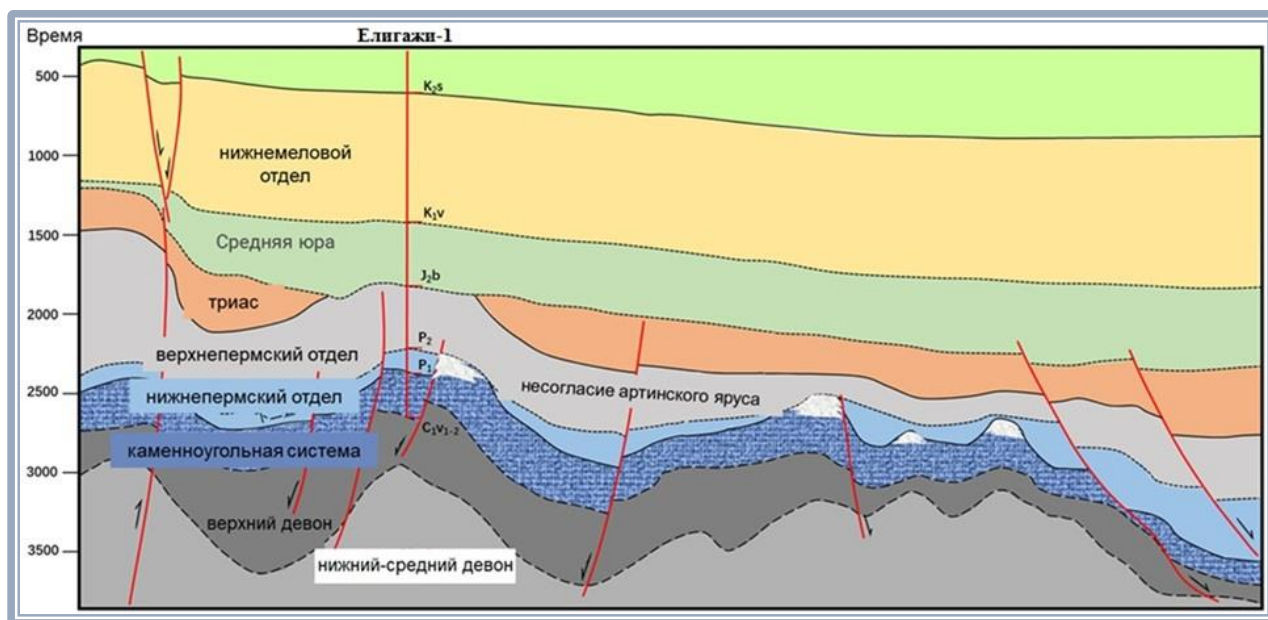 Время
Елигажи-1
500
K₂s
1000
нижнемеловой
отдел
K₁v
1500
Средняя юра
J₂b
триас
2000
P₂
верхнепермский отдел
P₁
несогласие артинского яруса
2500
нижнепермский отдел
C₁v₁₋₂
каменноугольная система
3000
верхний девон
3500
нижний-средний девон